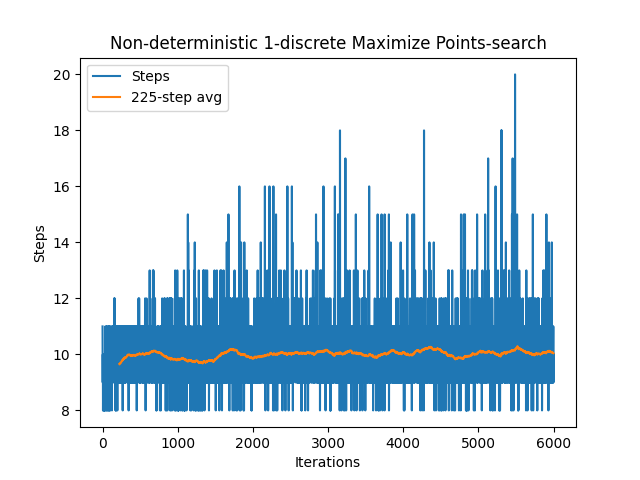 Non-deterministic 1-discrete Maximize Points-search
Steps
225-step avg
20
18
16
14
12
10
8
Steps
0
1000
2000
3000
4000
5000
6000
Iterations